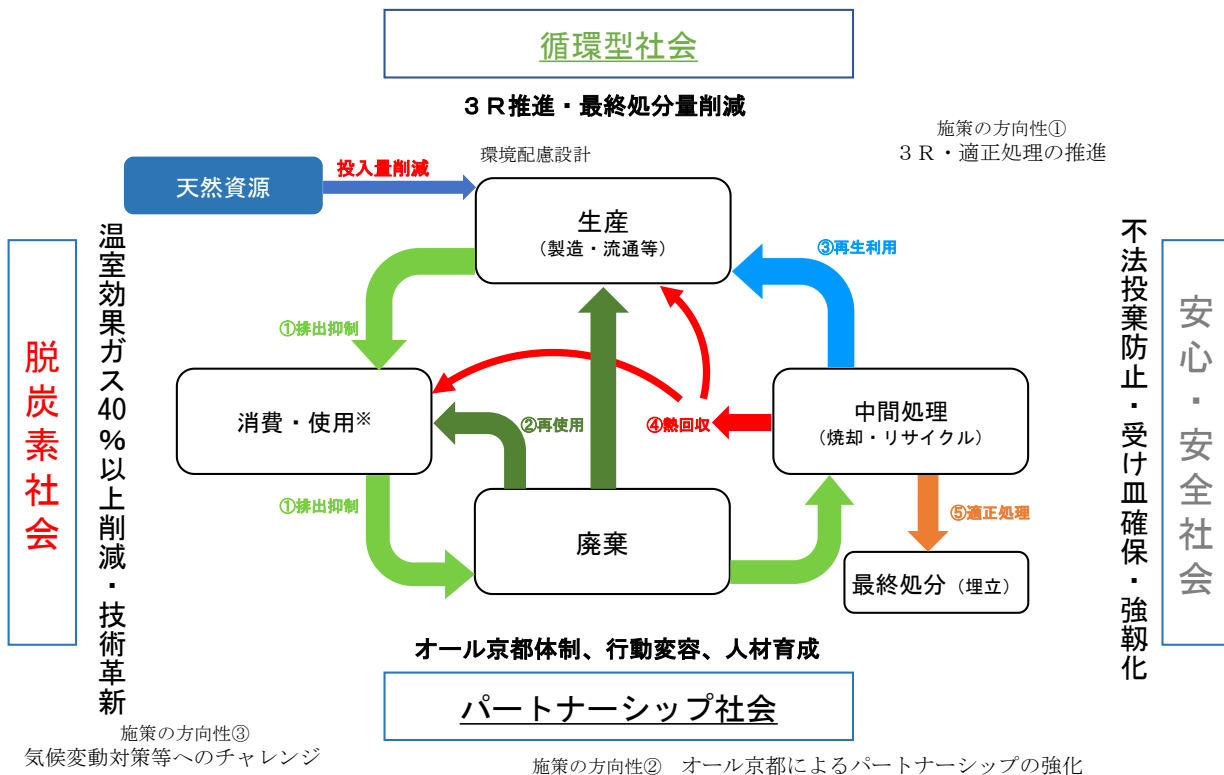 循環型社会
3R推進・最終処分量削減
施策の方向性①
3R・適正処理の推進
環境配慮設計
天然資源
投入量削減
生産
（製造・流通等）
③再生利用
①排出抑制
消費・使用※
②再使用
④熱回収
中間処理
（焼却・リサイクル）
①排出抑制
廃棄
⑤適正処理
最終処分（埋立）
脱炭素社会
温室効果ガス40％以上削減・技術革新
不法投棄防止・受け皿確保・強靱化
安心・安全社会
オール京都体制、行動変容、人材育成
パートナーシップ社会
施策の方向性③
気候変動対策等へのチャレンジ
施策の方向性②　オール京都によるパートナーシップの強化